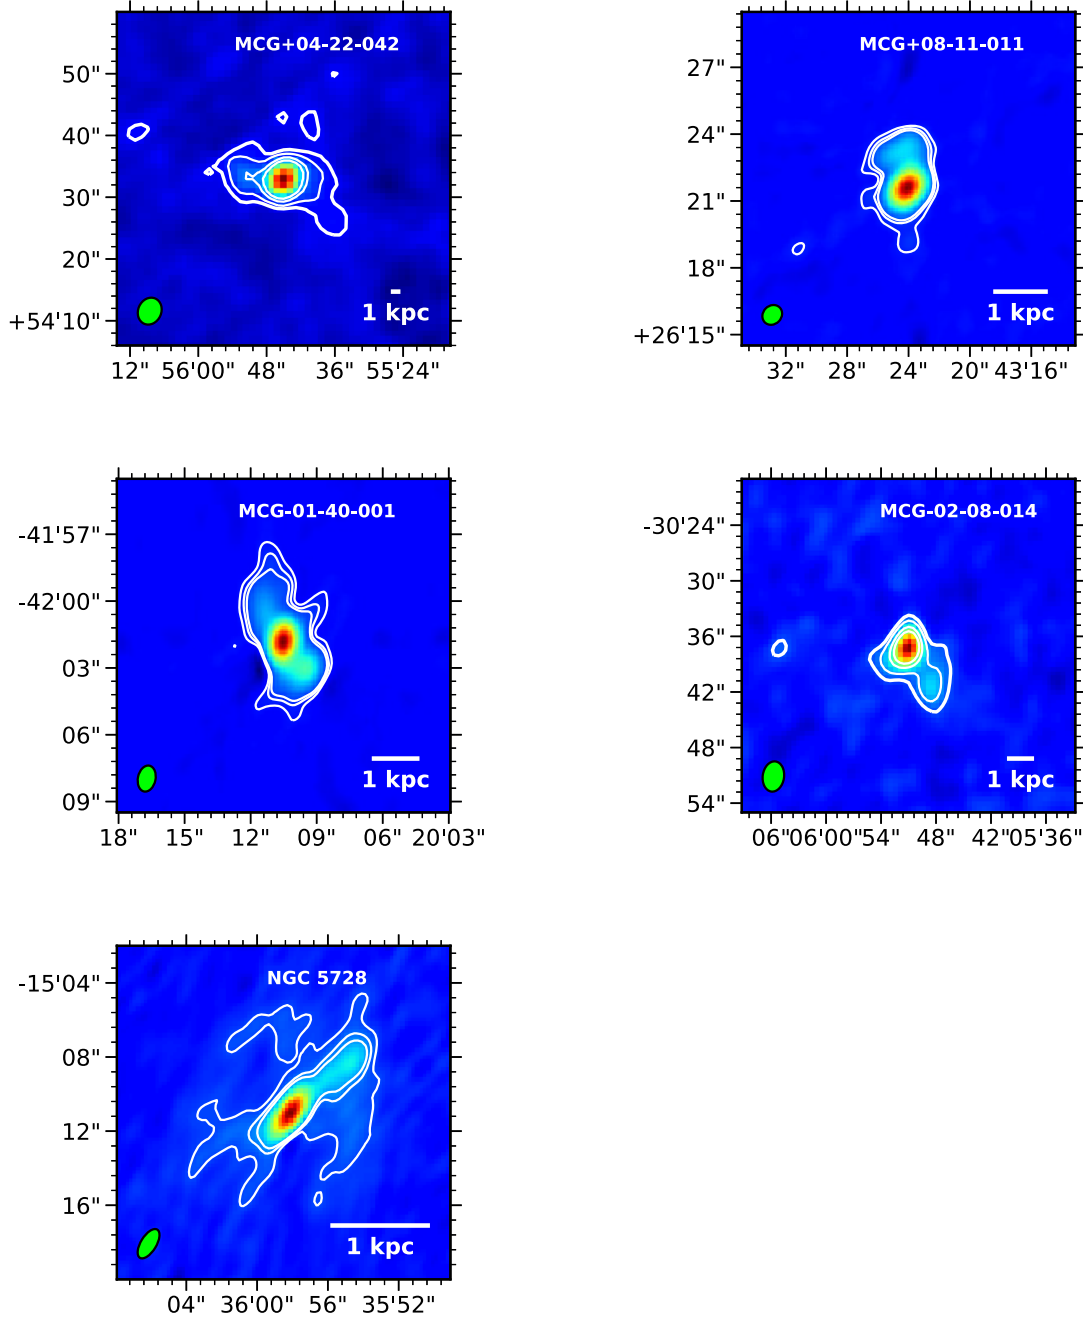 MCG+04-22-042
50"
40"
30"
20"
+54'10"
1 kpc
12" 56'00" 48" 36" 55'24"
MCG+08-11-011
27"
24"
21"
18"
+26'15"
1 kpc
32" 28" 24" 20" 43'16"
MCG-01-40-001
-41'57"
-42'00"
03"
06"
09"
1 kpc
18" 15" 12" 09" 06" 20'03"
MCG-02-08-014
-30'24"
30"
36"
42"
48"
54"
1 kpc
06" 06'00" 54" 48" 42" 05'36"
NGC 5728
-15'04"
08"
12"
16"
1 kpc
04" 36'00" 56" 35'52"